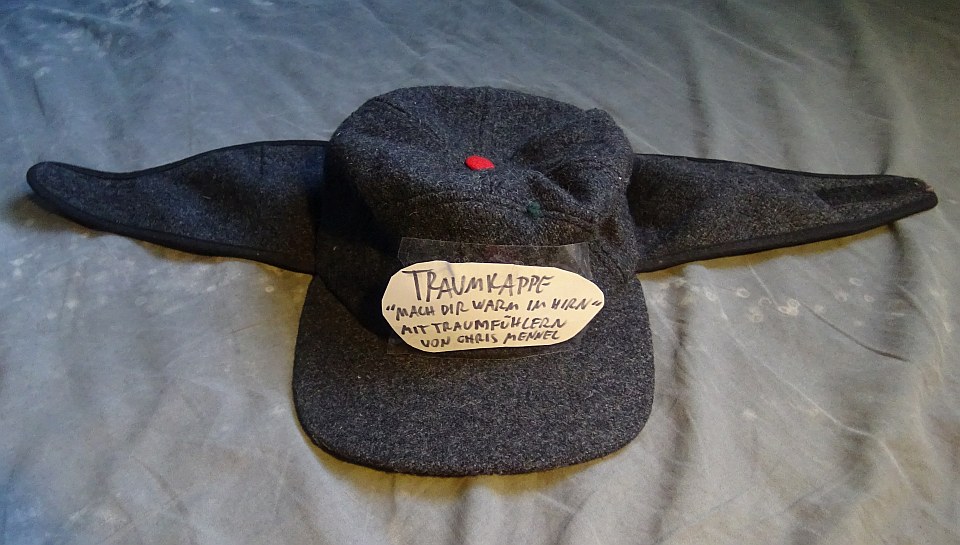 TRAUMKAPPE
"MACH DIR WARM IM HIRN"
MIT TRAUMFÜHLERN
VON CHRIS MENNEL